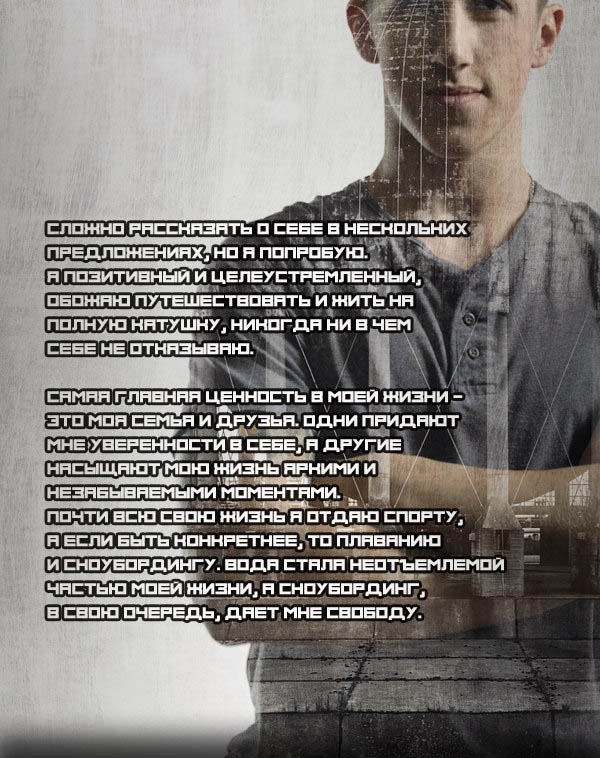 СЛОЖНО РАССКАЗАТЬ О СЕБЕ В НЕСКОЛЬКИХ
ПРЕДЛОЖЕНИЯХ, НО Я ПОПРОБУЮ.
Я ПОЗИТИВНЫЙ И ЦЕЛЕУСТРЕМЛЕННЫЙ,
ОБОЖАЮ ПУТЕШЕСТВОВАТЬ И ЖИТЬ НА
ПОЛНУЮ КАТУШКУ, НИКОГДА НИ В ЧЕМ
СЕБЕ НЕ ОТКАЗЫВАЮ.
САМАЯ ГЛАВНАЯ ЦЕННОСТЬ В МОЕЙ ЖИЗНИ -
ЭТО МОЯ СЕМЬЯ И ДРУЗЬЯ. ОДНИ ПРИДАЮТ
МНЕ УВЕРЕННОСТИ В СЕБЕ, А ДРУГИЕ
НАСЫЩАЮТ МОЮ ЖИЗНЬ ЯРКИМИ И
НЕЗАБЫВАЕМЫМИ МОМЕНТАМИ.
ПОЧТИ ВСЮ СВОЮ ЖИЗНЬ Я ОТДАЮ СПОРТУ,
А ЕСЛИ БЫТЬ КОНКРЕТНЕЕ, ТО ПЛАВАНИЮ
И СНОУБОРДИНГУ. ВОДА СТАЛА НЕОТЪЕМЛЕМОЙ
ЧАСТЬЮ МОЕЙ ЖИЗНИ, А СНОУБОРДИНГ,
В СВОЮ ОЧЕРЕДЬ, ДАЕТ МНЕ СВОБОДУ.